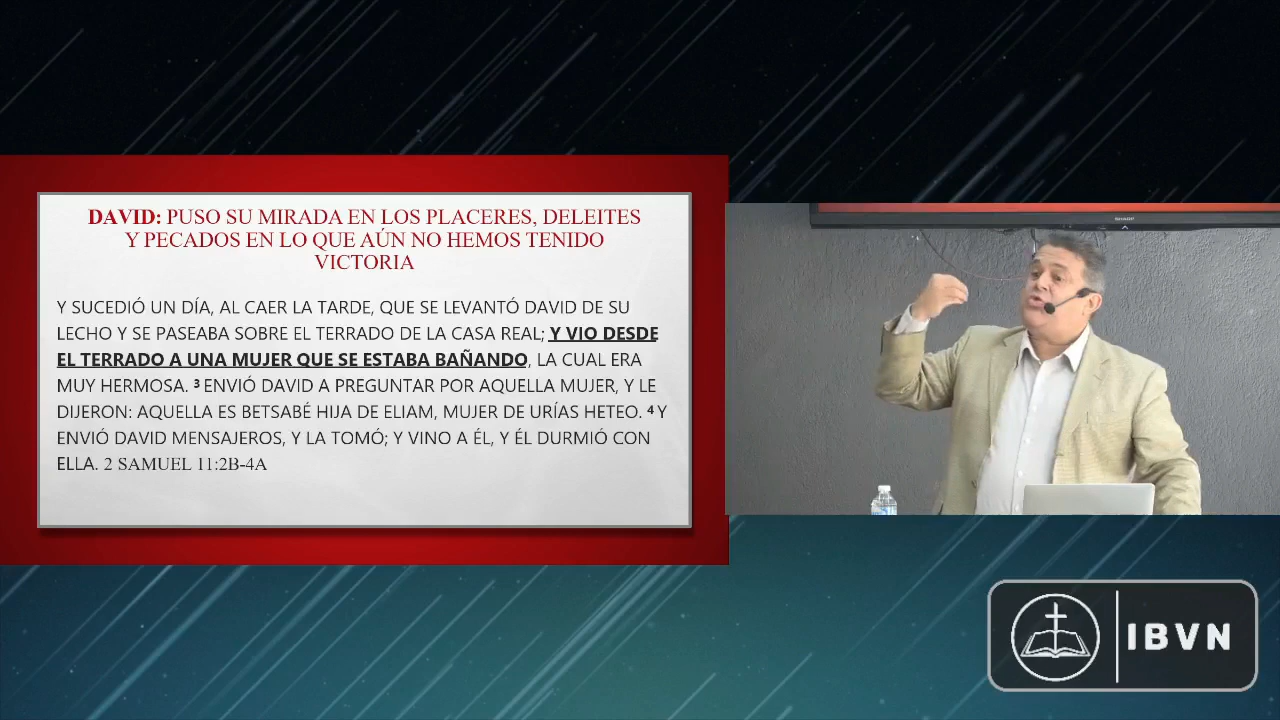 DAVID: PUSO SU MIRADA EN LOS PLACERES, DELEITES
Y PECADOS EN LO QUE AÚN NO HEMOS TENIDO
VICTORIA
Y SUCEDIÓ UN DÍA, AL CAER LA TARDE, QUE SE LEVANTÓ DAVID DE SU
LECHO Y SE PASEABA SOBRE EL TERRADO DE LA CASA REAL; Y VIO DESDE
EL TERRADO A UNA MUJER QUE SE ESTABA BAÑANDO, LA CUAL ERA
MUY HERMOSA. ³ ENVIÓ DAVID A PREGUNTAR POR AQUELLA MUJER, Y LE
DIJERON: AQUELLA ES BETSABÉ HIJA DE ELIAM, MUJER DE URÍAS HETEO. ⁴ Y
ENVIÓ DAVID MENSAJEROS, Y LA TOMÓ; Y VINO A ÉL, Y ÉL DURMIÓ CON
ELLA. 2 SAMUEL 11:2B-4A
IBVN